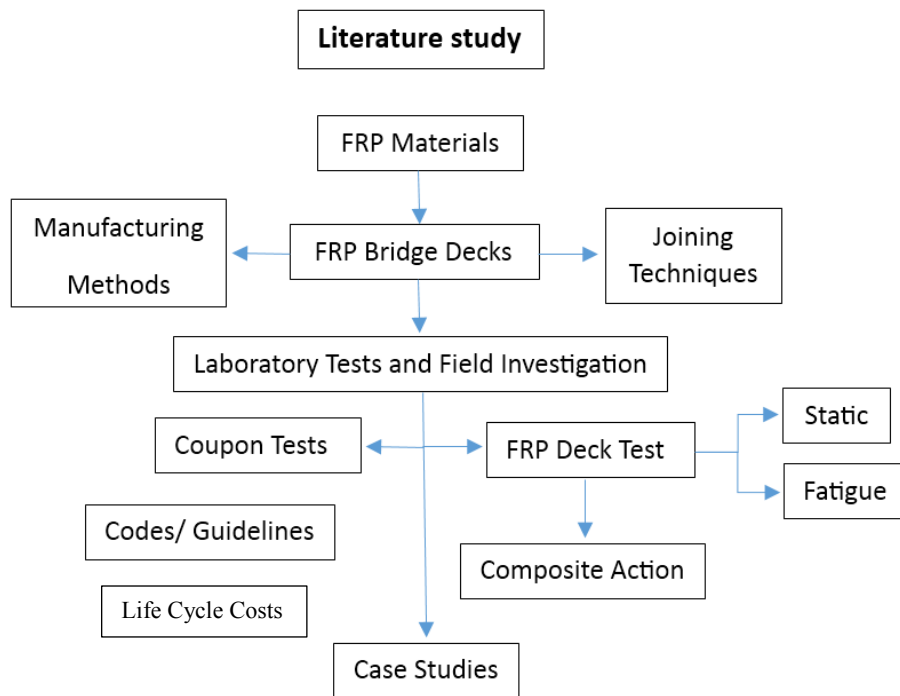 Literature study
FRP Materials
Manufacturing
Methods
FRP Bridge Decks
Joining
Techniques
Laboratory Tests and Field Investigation
Coupon Tests
FRP Deck Test
Static
Fatigue
Codes/ Guidelines
Composite Action
Life Cycle Costs
Case Studies